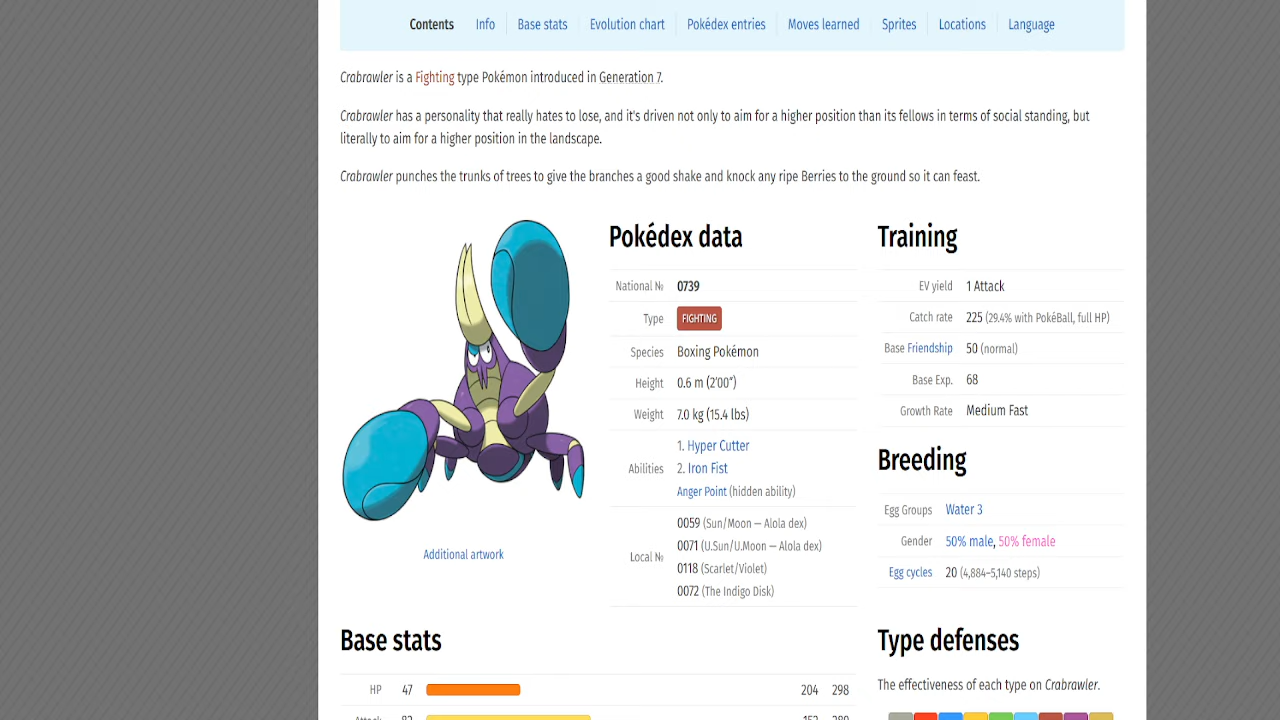 Contents Info Base stats Evolution chart Pokédex entries Moves learned Sprites Locations Language
Crabrawler is a Fighting type Pokémon introduced in Generation 7.
Crabrawler has a personality that really hates to lose, and it's driven not only to aim for a higher position than its fellows in terms of social standing, but
literally to aim for a higher position in the landscape.
Crabrawler punches the trunks of trees to give the branches a good shake and knock any ripe Berries to the ground so it can feast.
Additional artwork
Pokédex data
National № 0739
Type FIGHTING
Species Boxing Pokémon
Height 0.6 m (2′00″)
Weight 7.0 kg (15.4 lbs)
Abilities 1. Hyper Cutter
2. Iron Fist
Anger Point (hidden ability)
Local № 0059 (Sun/Moon — Alola dex)
0071 (U.Sun/U.Moon — Alola dex)
0118 (Scarlet/Violet)
0072 (The Indigo Disk)
Training
EV yield 1 Attack
Catch rate 225 (29.4% with PokéBall, full HP)
Base Friendship 50 (normal)
Base Exp. 68
Growth Rate Medium Fast
Breeding
Egg Groups Water 3
Gender 50% male, 50% female
Egg cycles 20 (4,884–5,140 steps)
Base stats
HP 47 204 298
Type defenses
The effectiveness of each type on Crabrawler.